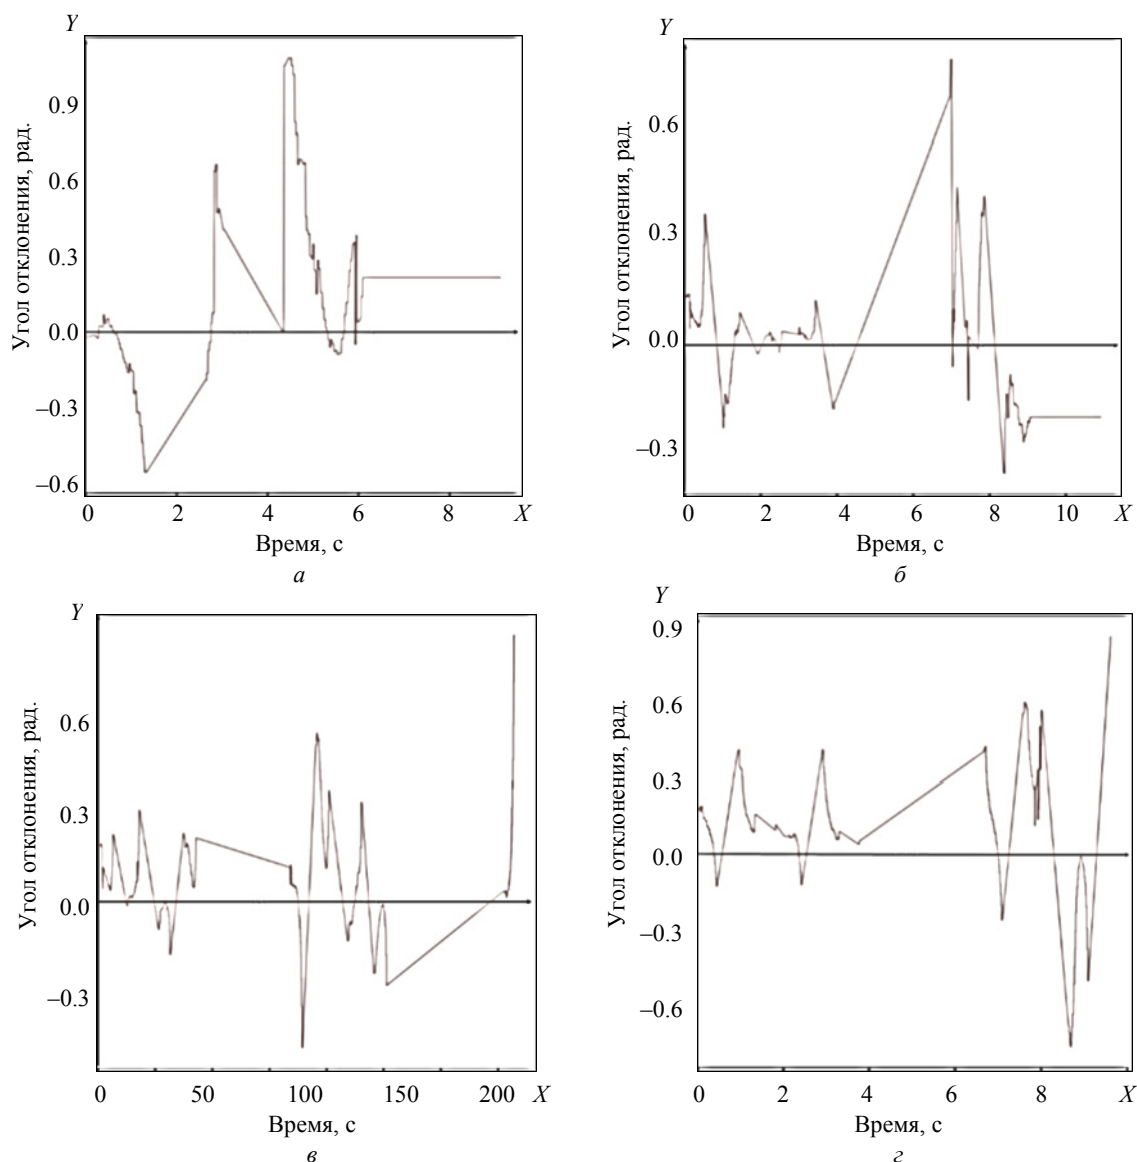 Y
Угол отклонения, рад.
0.9
0.6
0.3
0.0
–0.3
–0.6
0 2 4 6 8 X
Время, с
а
Y
Угол отклонения, рад.
0.6
0.3
0.0
–0.3
0 2 4 6 8 10 X
Время, с
б
Y
Угол отклонения, рад.
0.6
0.3
0.0
–0.3
0 50 100 150 200 X
Время, с
в
Y
Угол отклонения, рад.
0.9
0.6
0.3
0.0
–0.3
–0.6
0 2 4 6 8 X
Время, с
г